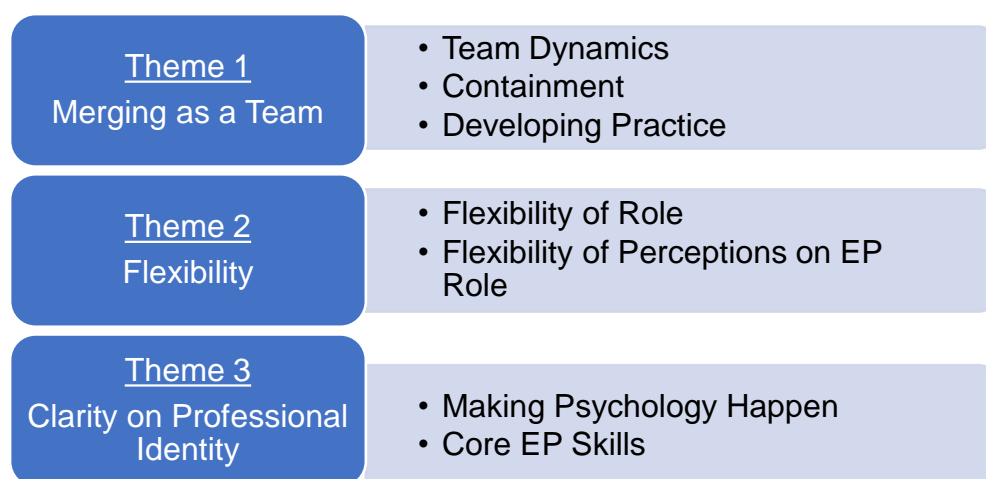 Theme 1
Merging as a Team
• Team Dynamics
• Containment
• Developing Practice
Theme 2
Flexibility
• Flexibility of Role
• Flexibility of Perceptions on EP
Role
Theme 3
Clarity on Professional
Identity
• Making Psychology Happen
• Core EP Skills